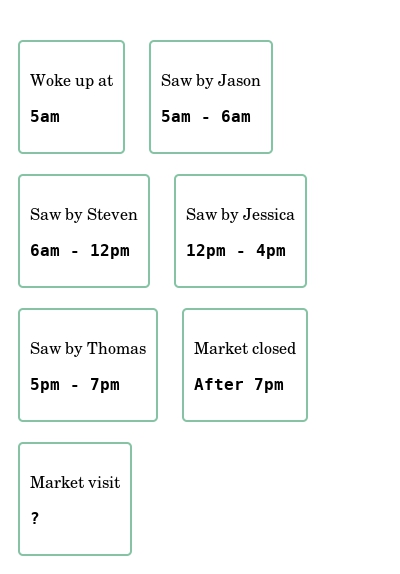 Woke up at
5am
Saw by Jason
5am - 6am
Saw by Steven
6am - 12pm
Saw by Jessica
12pm - 4pm
Saw by Thomas
5pm - 7pm
Market closed
After 7pm
Market visit
?